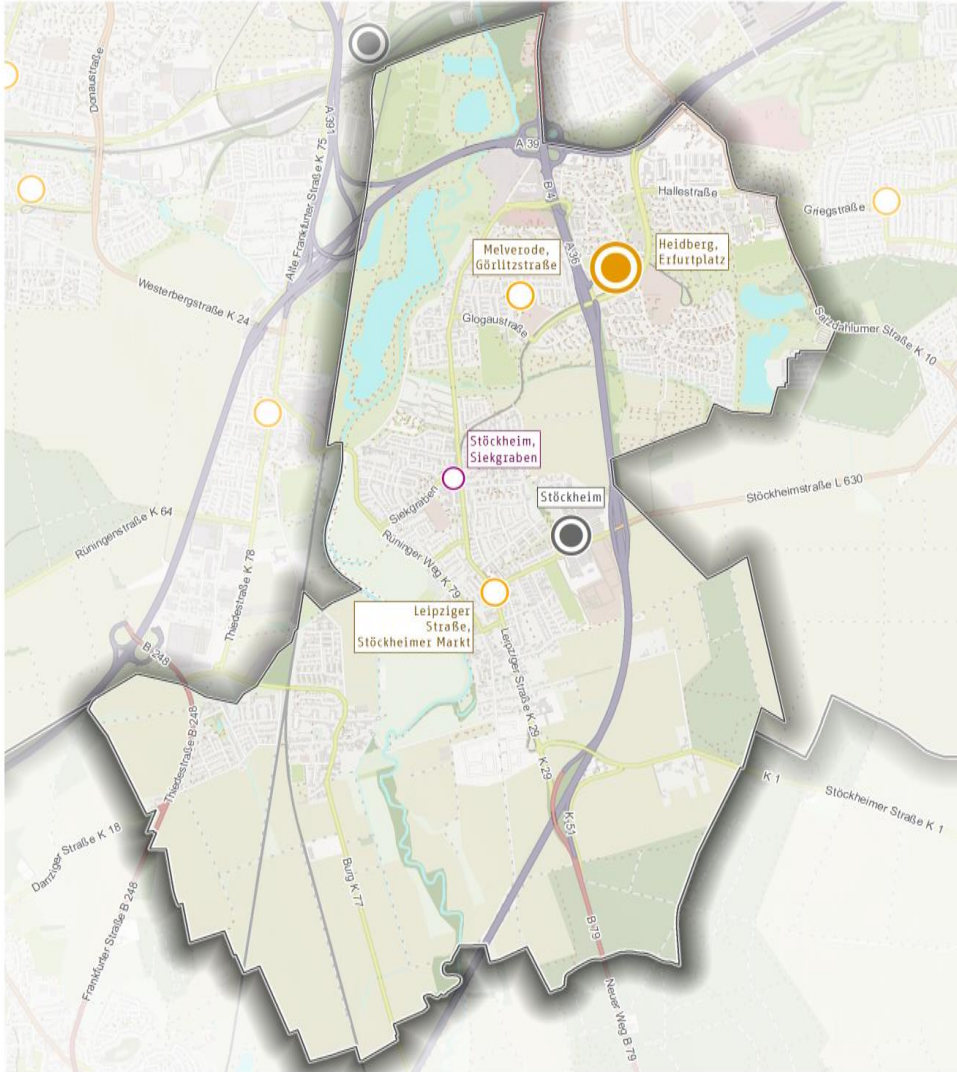 Donaustraße
A 391
Alte Frankfurter Straße K 75
A 39
B 4
Hallestraße
Griegstraße
Melverode,
Görlitzstraße
A 36
Heidberg,
Erfurtplatz
Westerbergstraße K 24
Glogaustraße
Salzdahlumer Straße K 10
Stöckheim,
Siekgraben
Stöckheim
Stöckheimstraße L 630
Siekgraben
Rüningenstraße K 64
Rüninger Weg K 79
Thiedestraße K 78
Leipziger
Straße,
Stöckheimer Markt
B 248
Leipziger Straße K 29
Thiedestraße B 248
K 29
K 1
Stöckheimer Straße K 1
Danziger Straße K 18
K 51
Burg K 77
Frankfurter Straße B 248
B 79
Neuer Weg B 79